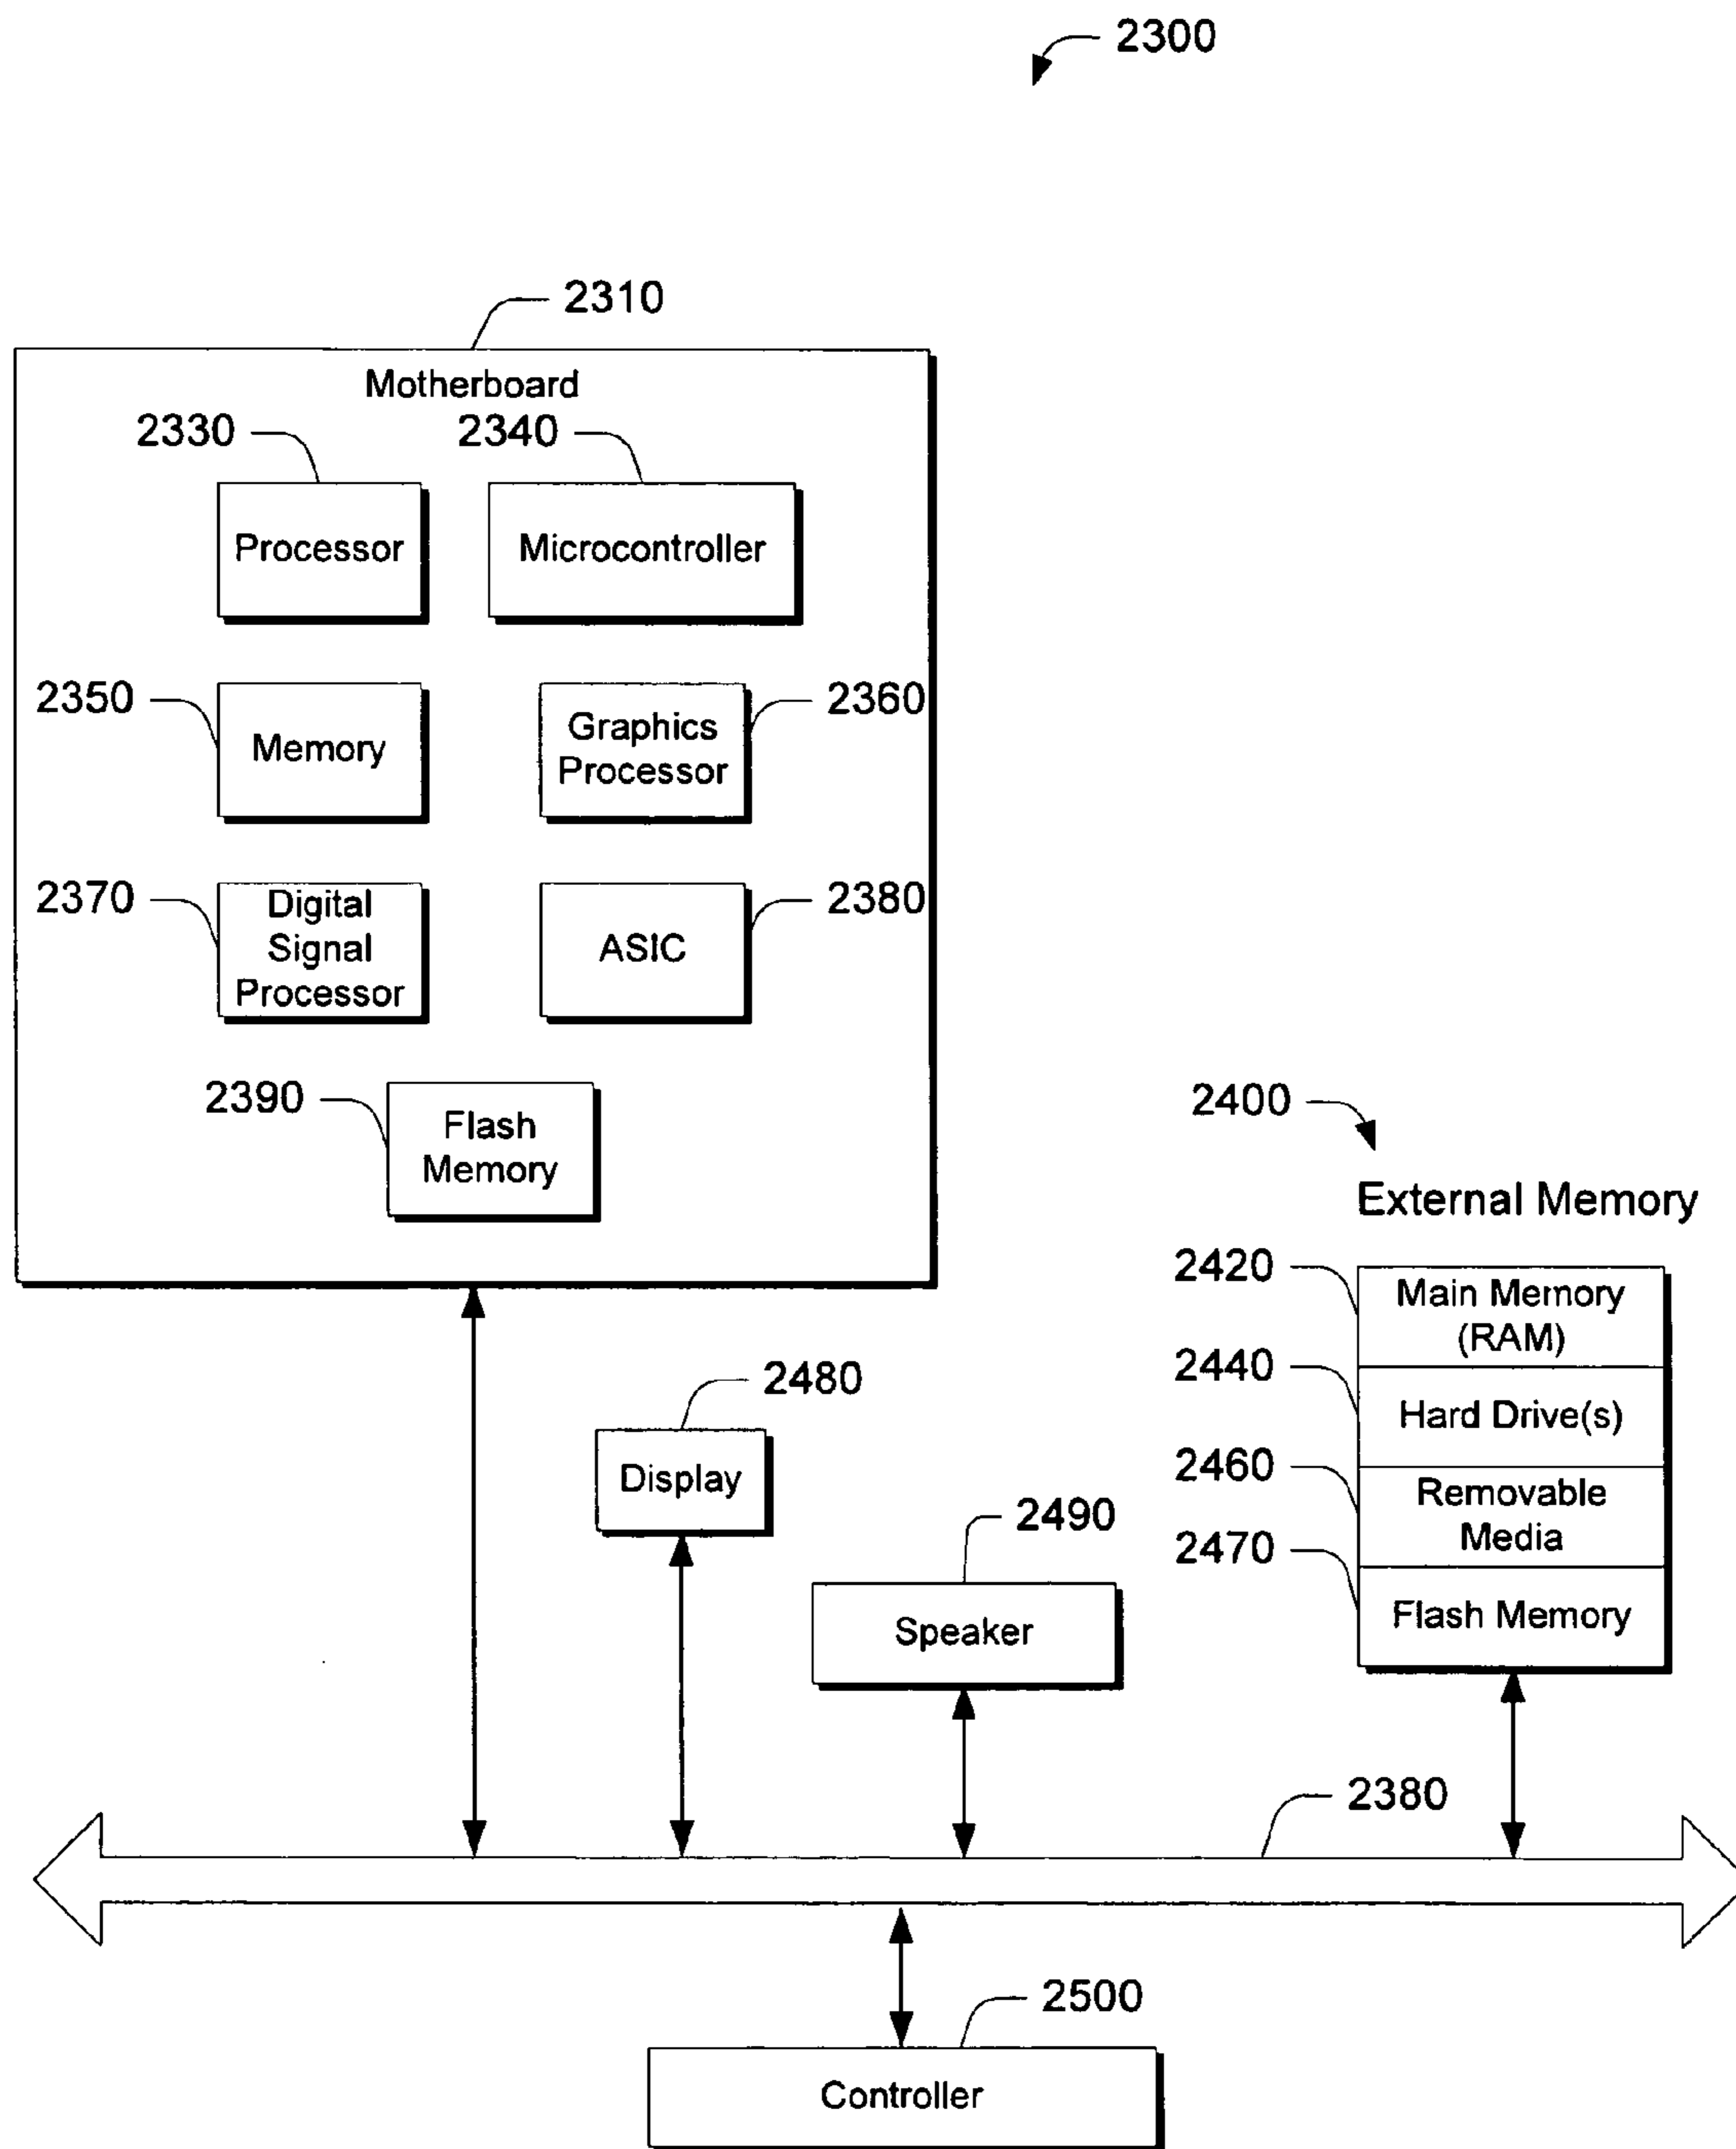 2300
2310
Motherboard
2330
2340
Processor
Microcontroller
2350
Memory
Graphics
Processor
2360
2370
Digital
Signal
Processor
ASIC
2380
2390
Flash
Memory
2400
External Memory
2420
Main Memory
(RAM)
2440
Hard Drive(s)
2460
Removable
Media
2470
Flash Memory
2480
Display
2490
Speaker
2380
2500
Controller